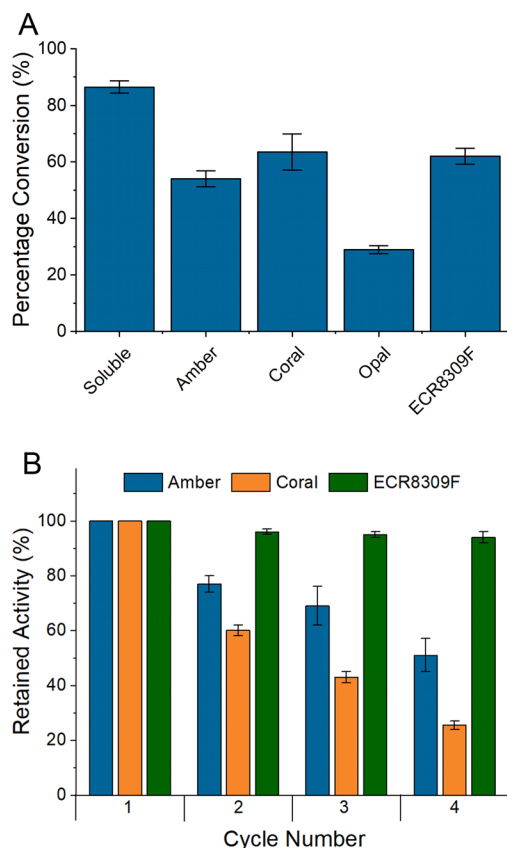 A
Percentage Conversion (%)
100
80
60
40
20
0
Soluble
Amber
Coral
Opal
ECR8309F
B
Amber
Coral
ECR8309F
Retained Activity (%)
100
80
60
40
20
0
1
2
3
4
Cycle Number